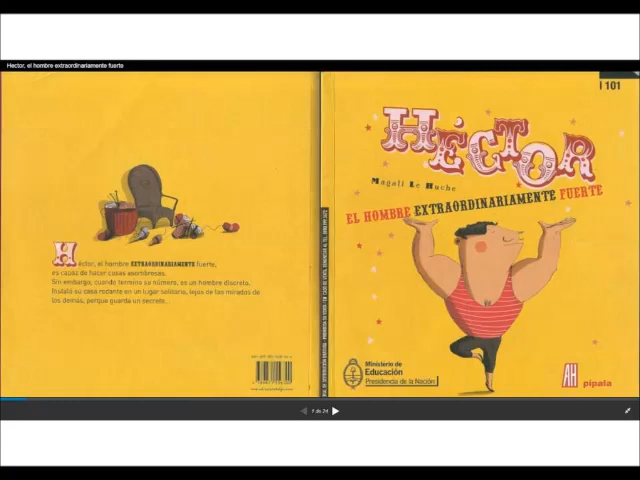 Hector, el hombre extraordinariamente fuerte
101
HÉCTOR
Magali Le Huche
EL HOMBRE EXTRAORDINARIAMENTE FUERTE
Héctor, el hombre EXTRAORDINARIAMENTE fuerte,
es capaz de hacer cosas asombrosas.
Sin embargo, cuando termina su número, es un hombre discreto.
Instaló su casa rodante en un lugar solitario, lejos de las miradas de
los demás, porque guarda un secreto...
Ministerio de
Educación
Presidencia de la Nación
AH
pípala
1 de 24